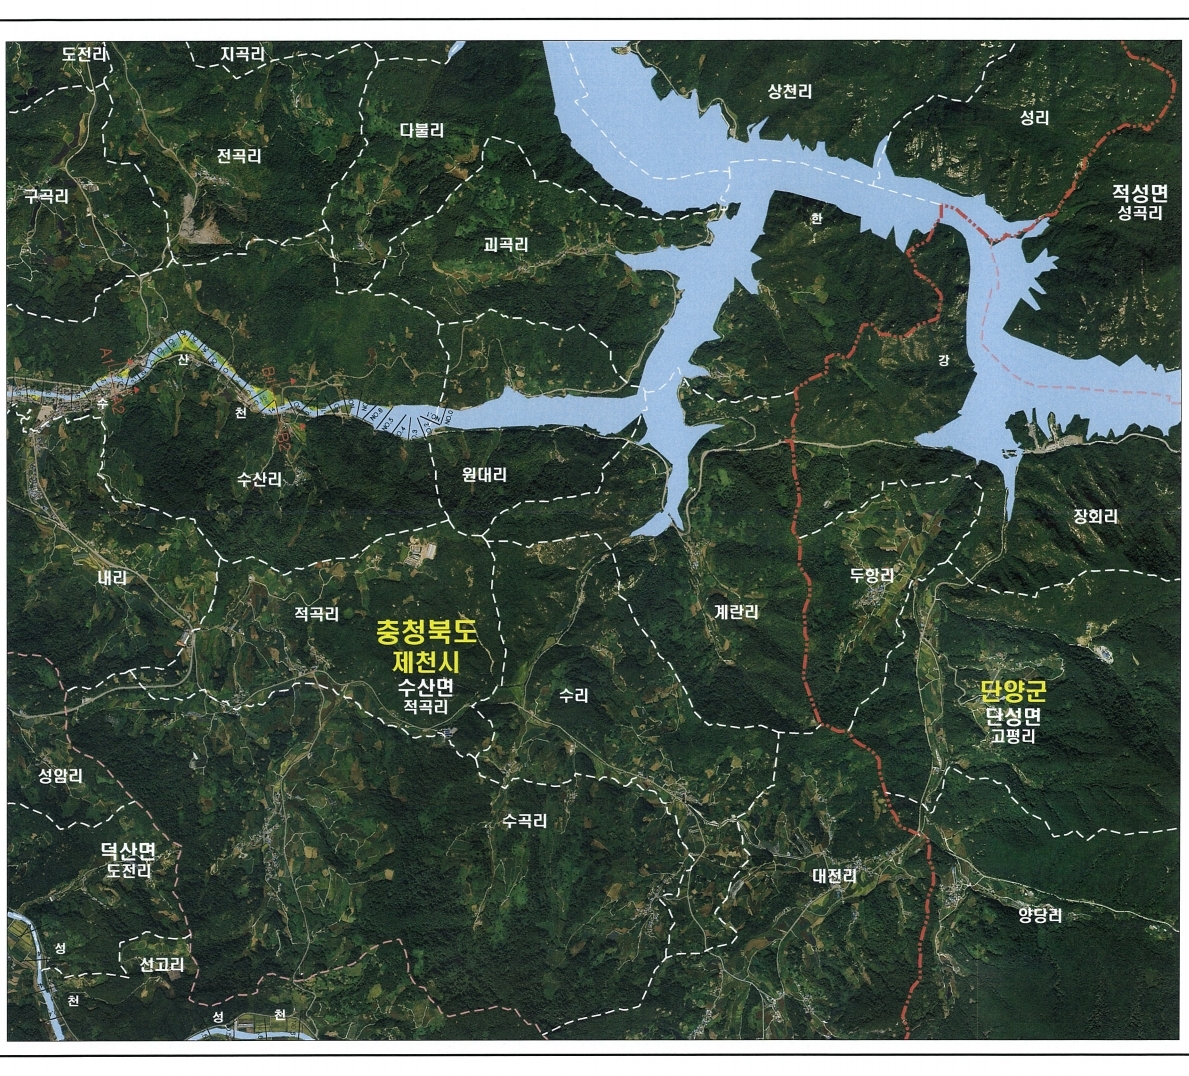 도전리
지곡리
다불리
상천리
성리
전곡리
구곡리
적성면
성곡리
한
괴곡리
강
산
수
천
수산리
원대리
장회리
내리
적곡리
두항리
계란리
충청북도
제천시
수산면
적곡리
수리
단양군
단성면
고평리
성암리
수곡리
덕산면
도전리
대전리
양당리
성
선고리
천
성
천